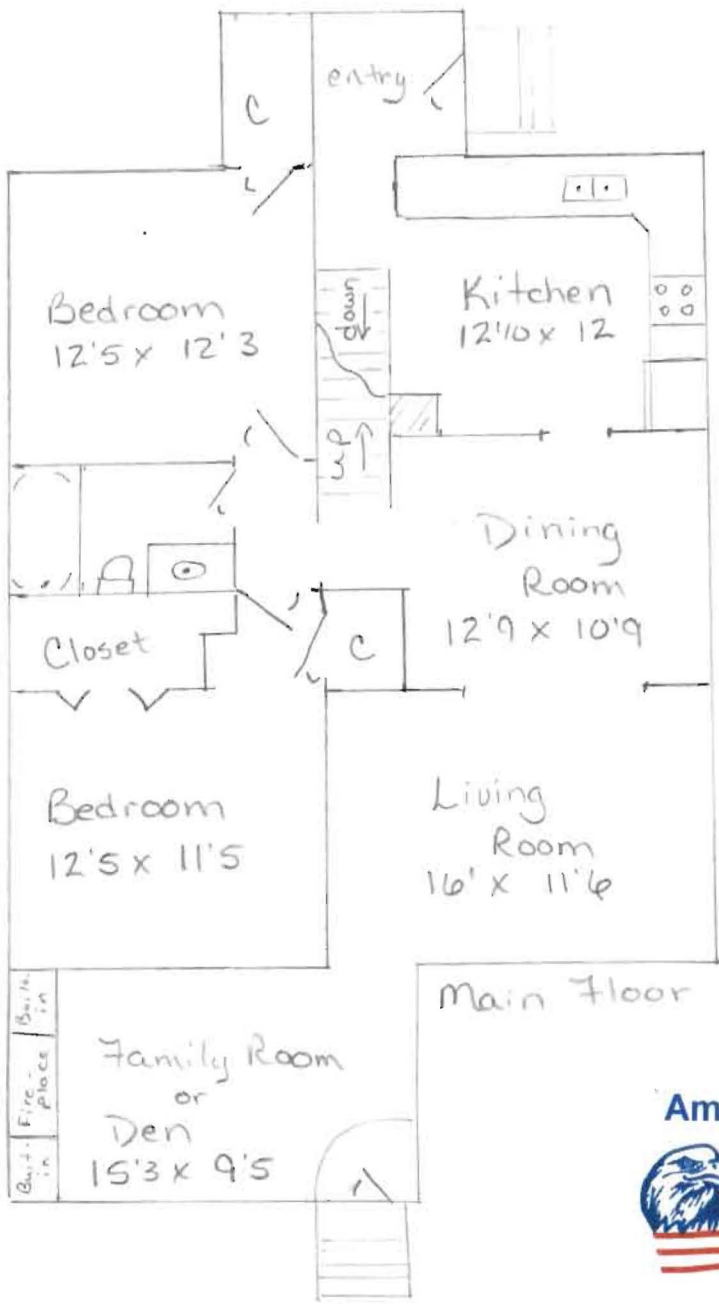 C
entry
Bedroom
12'5 x 12'3
down
Kitchen
12'10 x 12
up
Dining
Room
12'9 x 10'9
Closet
C
Bedroom
12'5 x 11'5
Living
Room
16' x 11'6
Main Floor
Built-
in
Fire-
place
Built-
in
Family Room
or
Den
15'3 x 9'5
Am